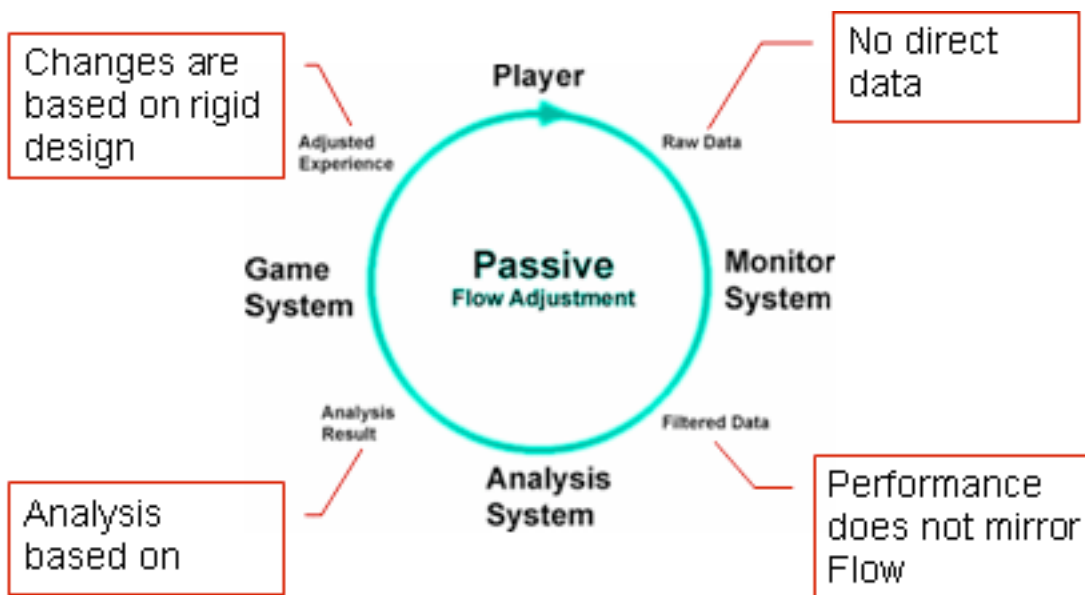 Changes are
based on rigid
design
No direct
data
Player
Adjusted
Experience
Raw Data
Game
System
Passive
Flow Adjustment
Monitor
System
Analysis
Result
Filtered Data
Analysis
System
Analysis
based on
Performance
does not mirror
Flow